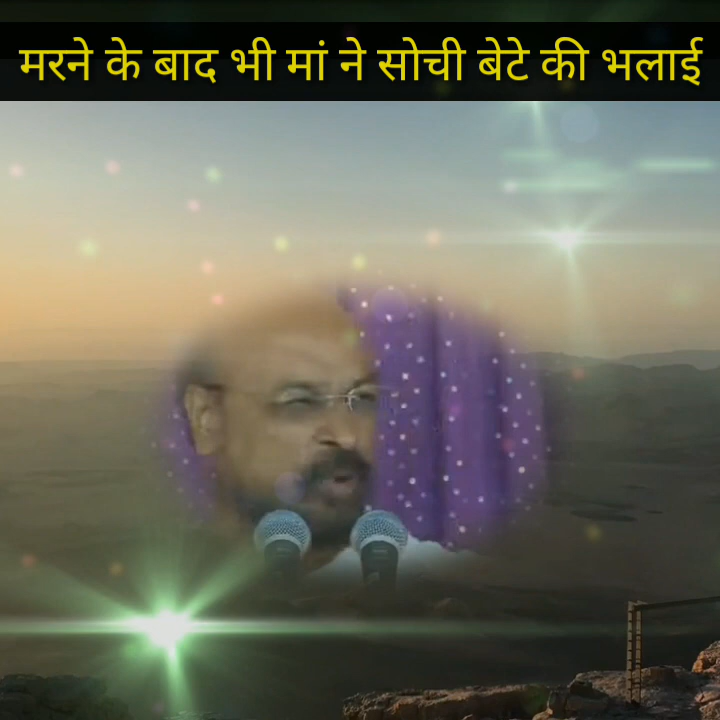 मरने के बाद भी मां ने सोची बेटे की भलाई